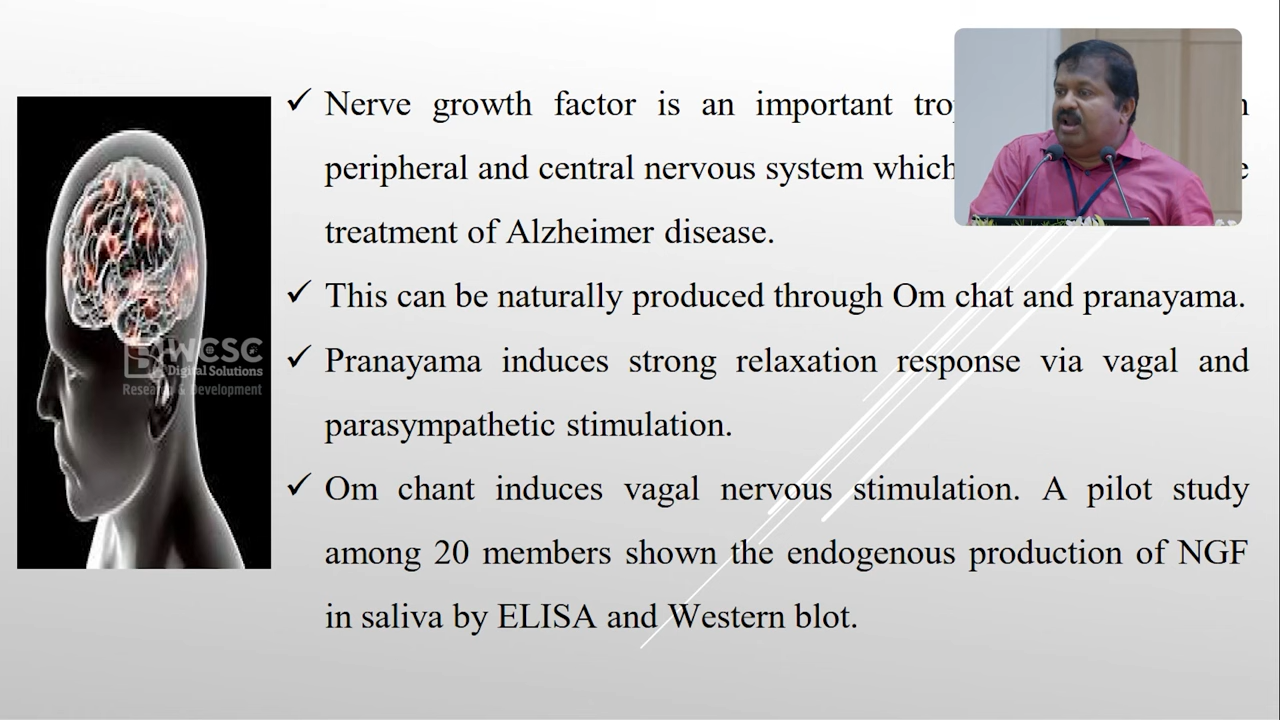 ✓ Nerve growth factor is an important
peripheral and central nervous system which
treatment of Alzheimer disease.
✓ This can be naturally produced through Om chat and pranayama.
✓ Pranayama induces strong relaxation response via vagal and
parasympathetic stimulation.
✓ Om chant induces vagal nervous stimulation. A pilot study
among 20 members shown the endogenous production of NGF
in saliva by ELISA and Western blot.
WCSC
Digital Solutions
Research & Development